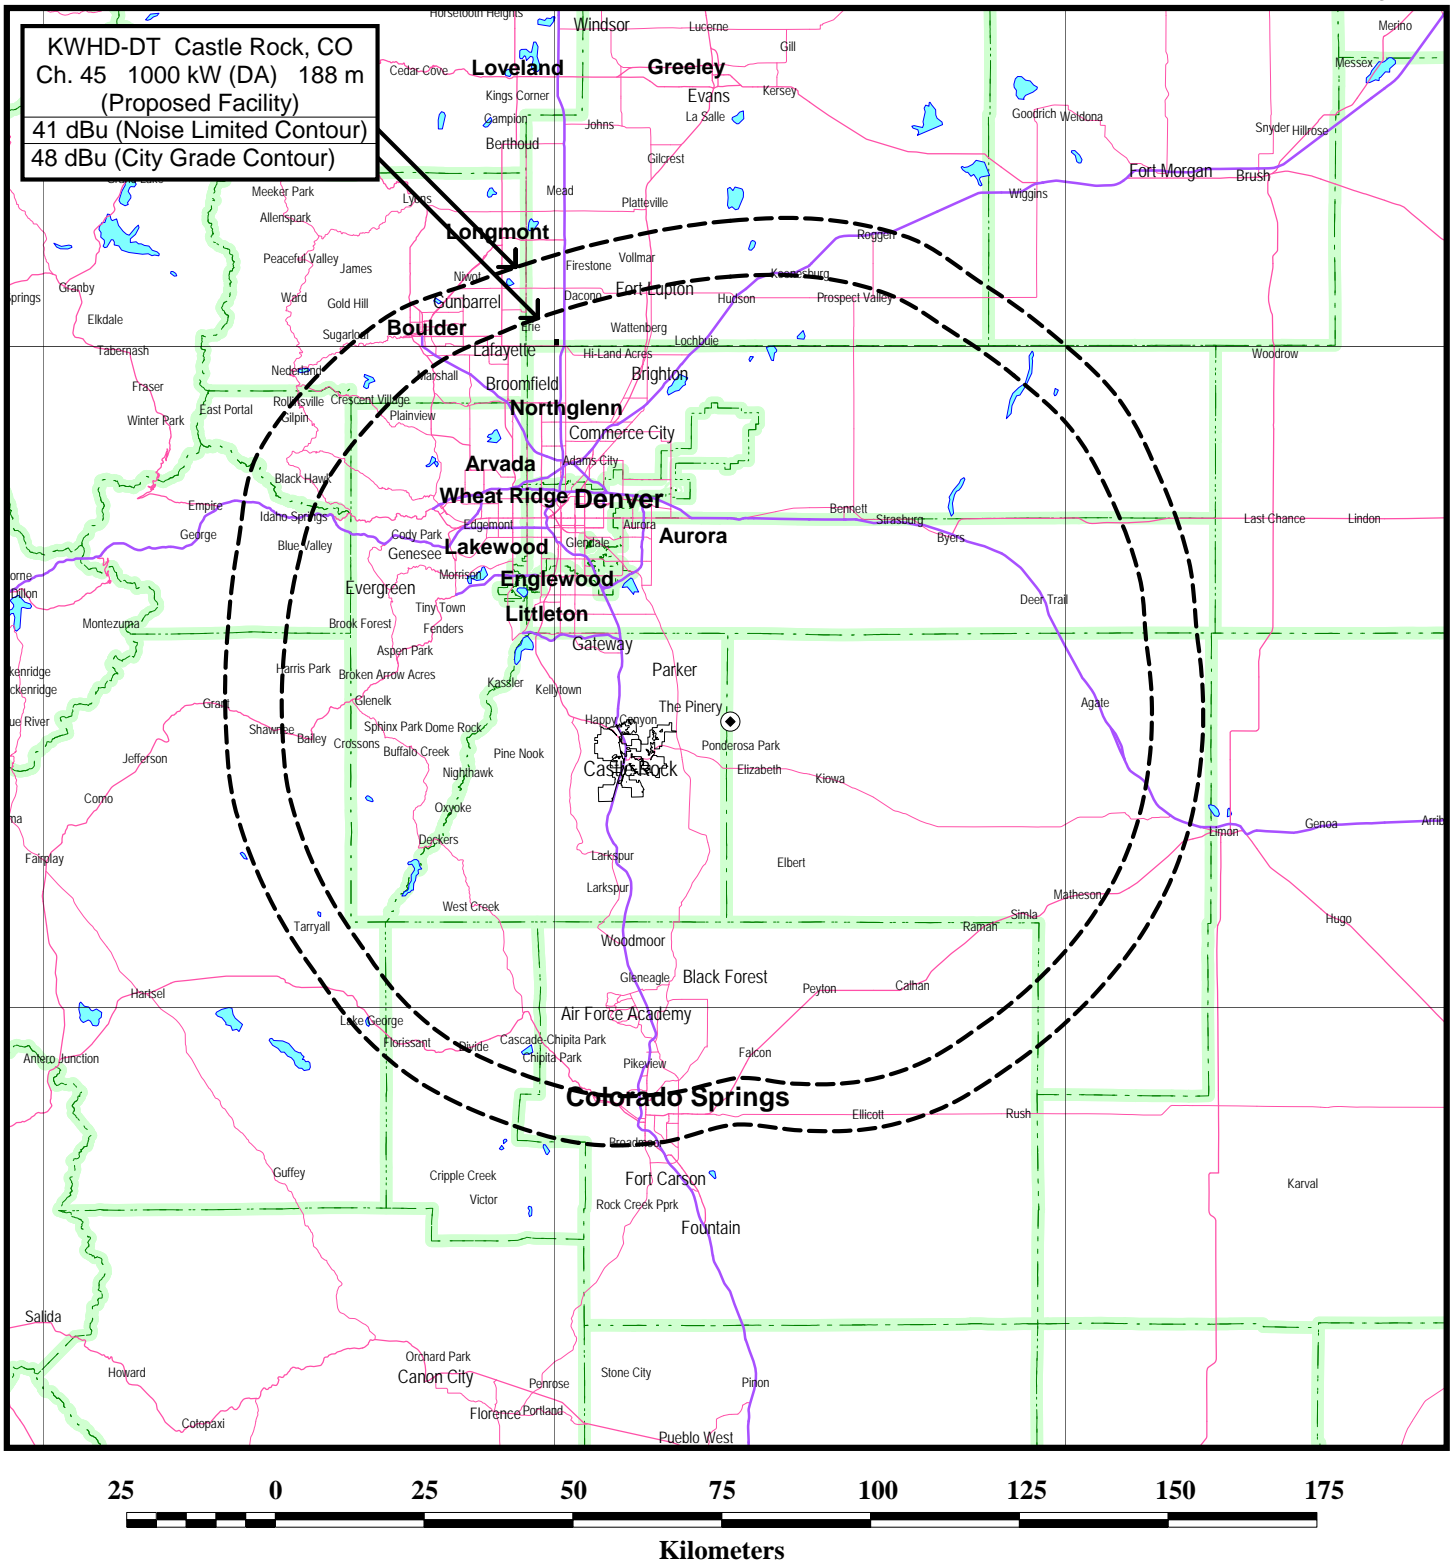 KWHD-DT Castle Rock, CO
Ch. 45 1000 kW (DA) 188 m
(Proposed Facility)
41 dBu (Noise Limited Contour)
48 dBu (City Grade Contour)
Horsetooth Heights
Windsor
Lucerne
Merino
Gill
Messex
Cedar Cove
Loveland
Greeley
Kings Corner
Evans
Kersey
Campion
Johns
La Salle
Goodrich
Weldona
Snyder
Hillrose
Berthoud
Gilcrest
Fort Morgan
Brush
Meeker Park
Mead
Lyons
Platteville
Wiggins
Allenspark
Longmont
Roggen
Peaceful Valley
James
Niwot
Firestone
Vollmar
Keenesburg
Springs
Granby
Ward
Gold Hill
Gunbarrel
Dacono
Fort Lupton
Hudson
Prospect Valley
Elkdale
Sugarloaf
Boulder
Erie
Wattenberg
Lochbuie
Tabernash
Lafayette
Hi-Land Acres
Woodrow
Nederland
Marshall
Broomfield
Brighton
Fraser
Rollinsville
Crescent Village
East Portal
Gilpin
Plainview
Northglenn
Winter Park
Commerce City
Arvada
Adams City
Black Hawk
Wheat Ridge
Denver
Empire
Idaho Springs
Bennett
Strasburg
Last Chance
Lindon
George
Cody Park
Edgemont
Aurora
Byers
Blue Valley
Genesee
Lakewood
Glendale
Aurora
orne
Dillon
Evergreen
Morrison
Englewood
Deer Trail
Montezuma
Tiny Town
Littleton
Brook Forest
Fenders
Gateway
Aspen Park
kenridge
Harris Park
Broken Arrow Acres
Parker
ckenridge
Kassler
Kellytown
Grant
Glenelk
The Pinery
Agate
ue River
Shawnee
Bailey
Sphinx Park
Dome Rock
Happy Canyon
Crossons
Buffalo Creek
Pine Nook
Ponderosa Park
Jefferson
Nighthawk
Castle Rock
Elizabeth
Kiowa
Como
Oxyoke
ma
Deckers
Limon
Genoa
Arrib
Fairplay
Larkspur
Elbert
Larkspur
Matheson
West Creek
Simla
Hugo
Tarryall
Ramah
Woodmoor
Gleneagle
Black Forest
Hartsel
Peyton
Calhan
Lake George
Air Force Academy
Florissant
Divide
Cascade-Chipita Park
Antero Junction
Chipita Park
Falcon
Pikeview
Colorado Springs
Ellicott
Rush
Broadmoor
Guffey
Cripple Creek
Fort Carson
Karval
Victor
Rock Creek Pprk
Fountain
Salida
Orchard Park
Howard
Canon City
Stone City
Penrose
Pinon
Florence
Portland
Cotopaxi
Pueblo West
25 0 25 50 75 100 125 150 175
Kilometers